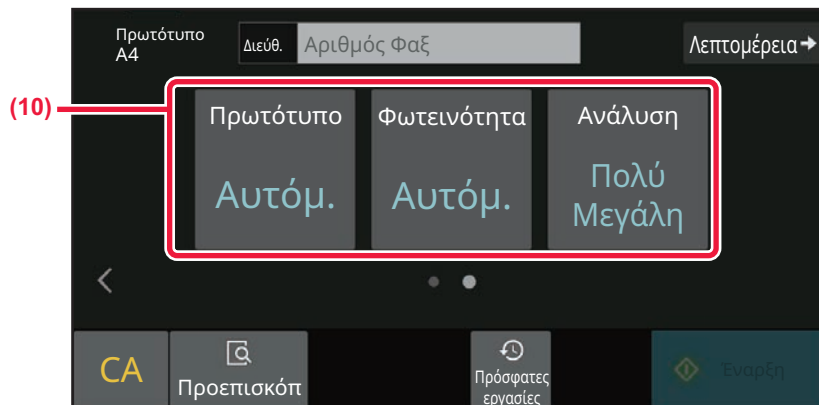 Πρωτότυπο
A4
Διεύθ.
Αριθμός Φαξ
Λεπτομέρεια
(10)
Πρωτότυπο
Αυτόμ.
Φωτεινότητα
Αυτόμ.
Ανάλυση
Πολύ
Μεγάλη
CA
Προεπισκόπ
Πρόσφατες
εργασίες
Έναρξη